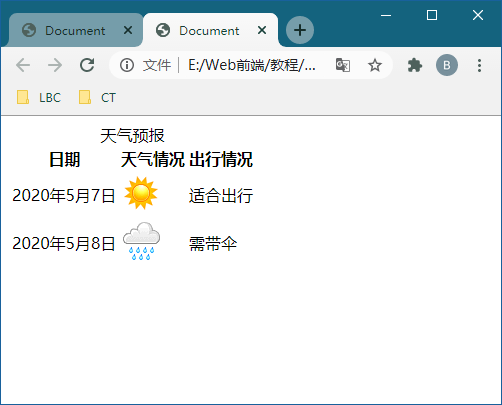 Document
Document
文件 E:/Web前端/教程/...
B
LBC
CT
天气预报
日期 天气情况 出行情况
2020年5月7日 适合出行
2020年5月8日 需带伞